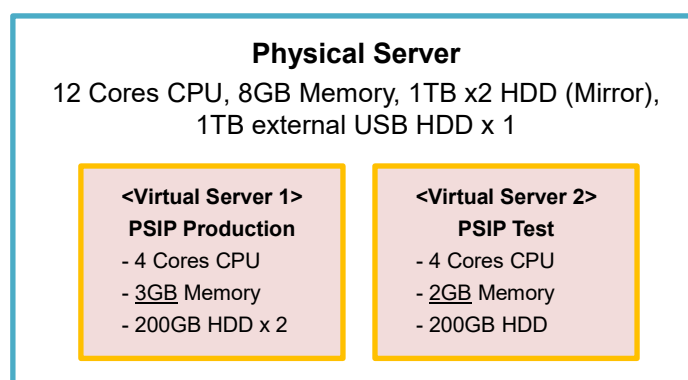 Physical Server
12 Cores CPU, 8GB Memory, 1TB x2 HDD (Mirror),
1TB external USB HDD x 1
<Virtual Server 1>
PSIP Production
- 4 Cores CPU
- 3GB Memory
- 200GB HDD x 2
<Virtual Server 2>
PSIP Test
- 4 Cores CPU
- 2GB Memory
- 200GB HDD